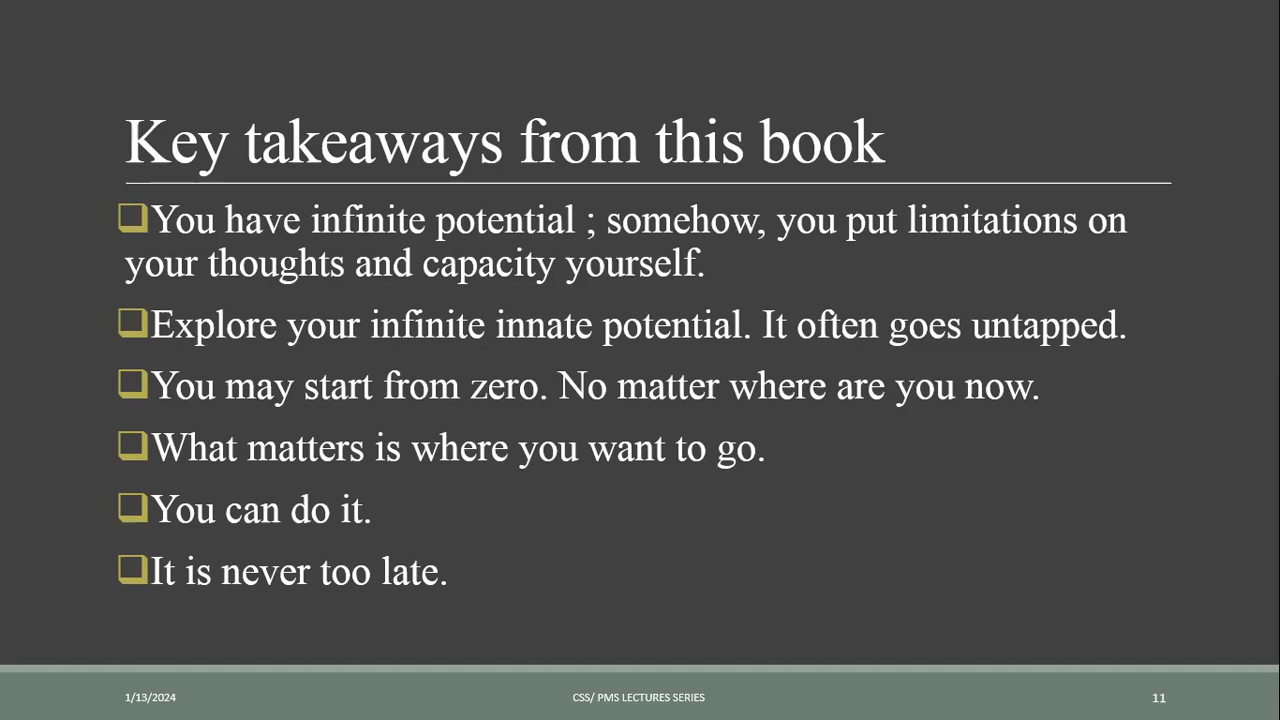 Key takeaways from this book
❑You have infinite potential ; somehow, you put limitations on
your thoughts and capacity yourself.
❑Explore your infinite innate potential. It often goes untapped.
❑You may start from zero. No matter where are you now.
❑What matters is where you want to go.
❑You can do it.
❑It is never too late.
1/13/2024
CSS/ PMS LECTURES SERIES
11